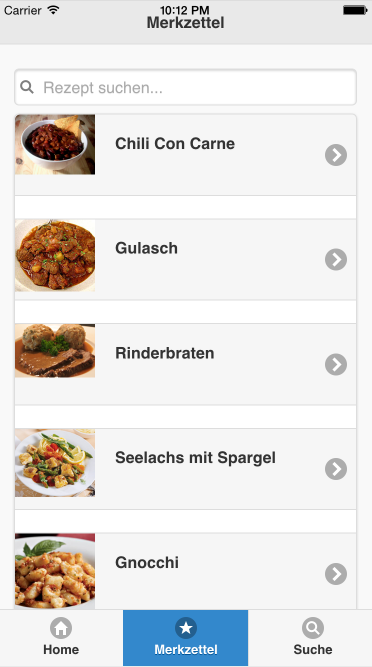 Carrier 10:12 PM
Merkzettel
Rezept suchen...
Chili Con Carne
Gulasch
Rinderbraten
Seelachs mit Spargel
Gnocchi
Home Merkzettel Suche